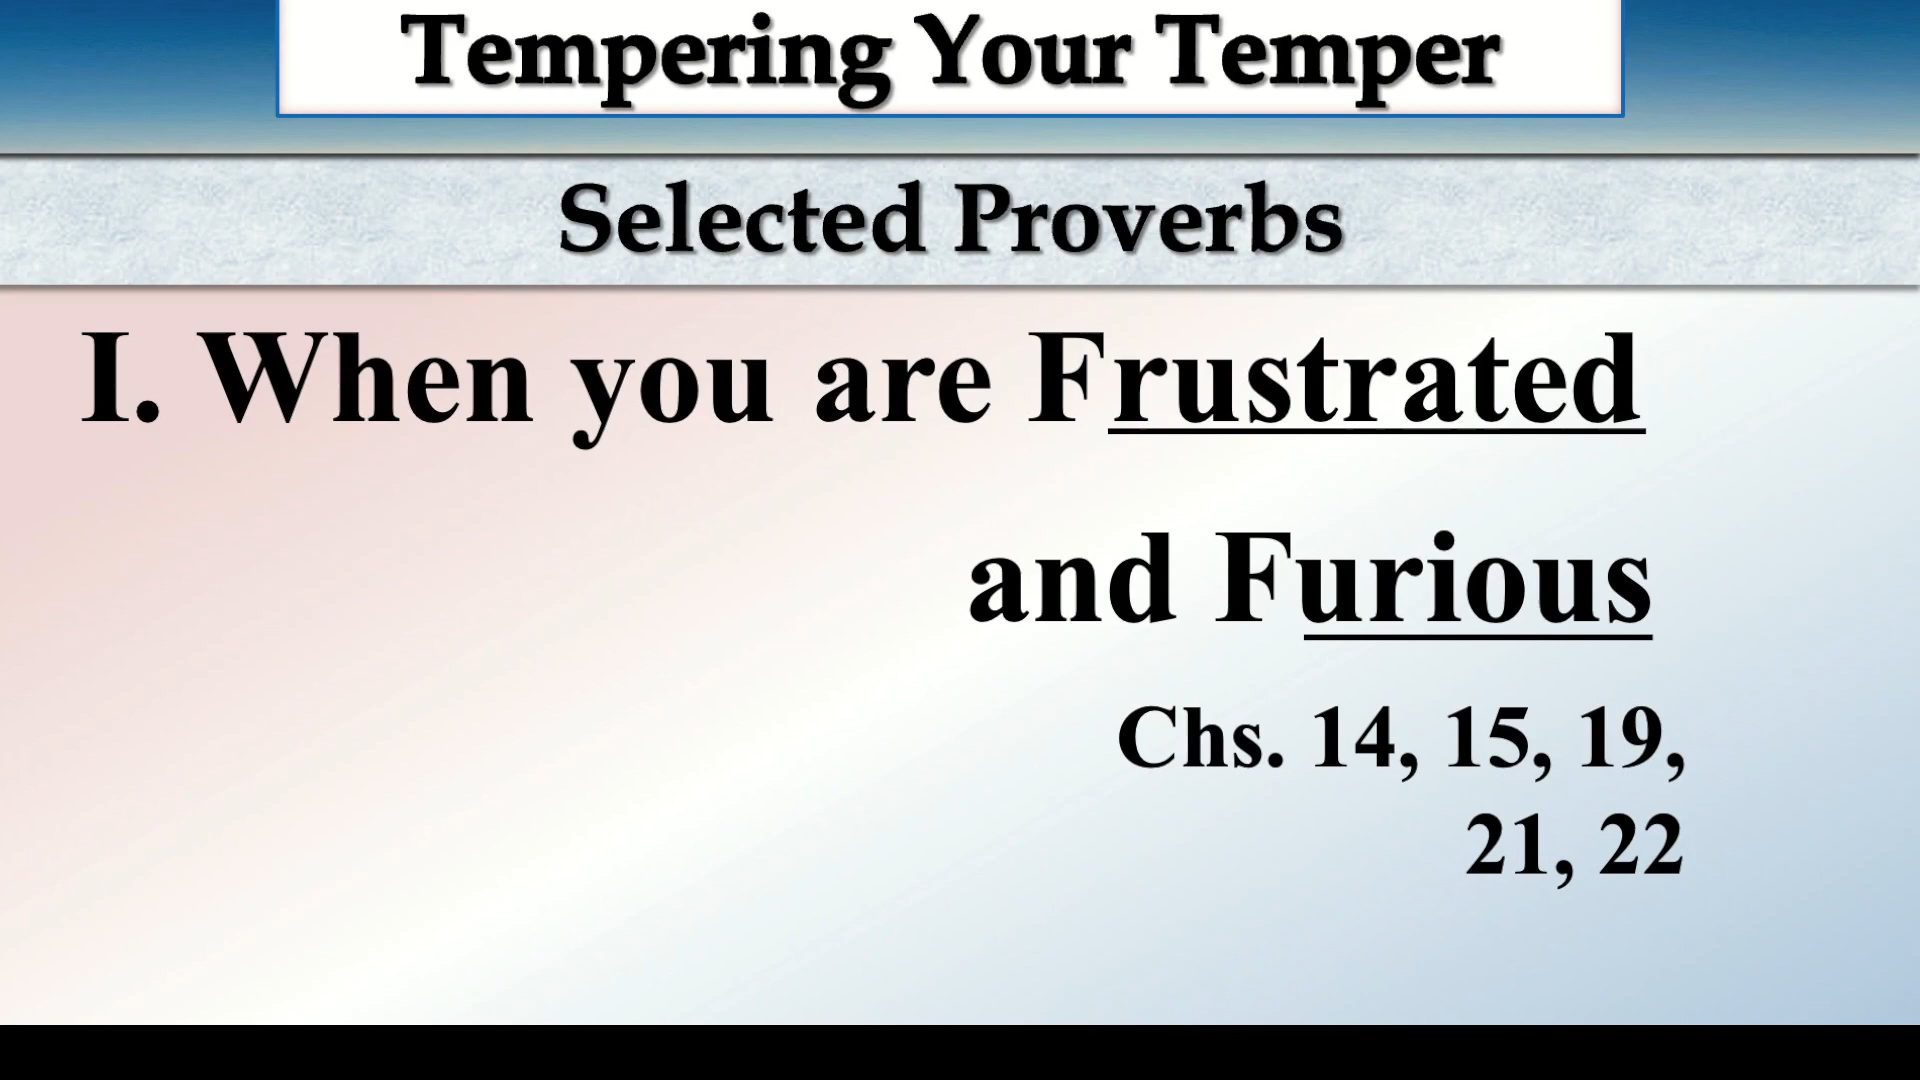 Tempering Your Temper
Selected Proverbs
I. When you are Frustrated
and Furious
Chs. 14, 15, 19,
21, 22